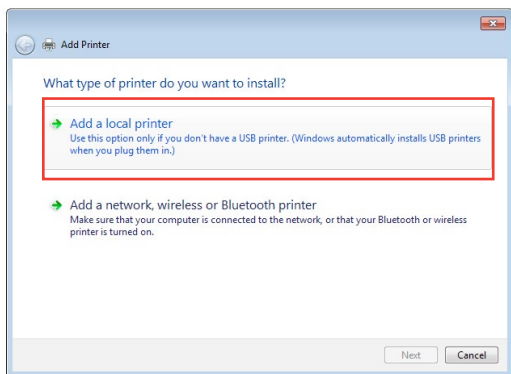 Add Printer
What type of printer do you want to install?
Add a local printer
Use this option only if you don't have a USB printer. (Windows automatically installs USB printers
when you plug them in.)
Add a network, wireless or Bluetooth printer
Make sure that your computer is connected to the network, or that your Bluetooth or wireless
printer is turned on.
Next Cancel